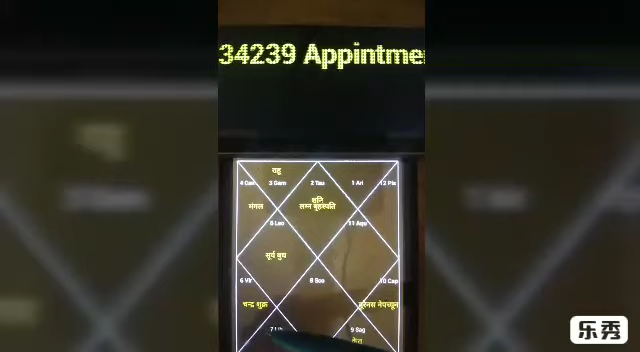 34239 Appintme
राहु
4 Can 3 Gem 2 Tau 1 Ari 12 Pis
शनि
मंगल लग्न बृहस्पति
5 Leo 11 Aqu
सूर्य बुध
6 Vir 8 Sco 10 Cap
चन्द्र शुक्र यूरेनस नेपच्यून
9 Sag
केतु
乐秀